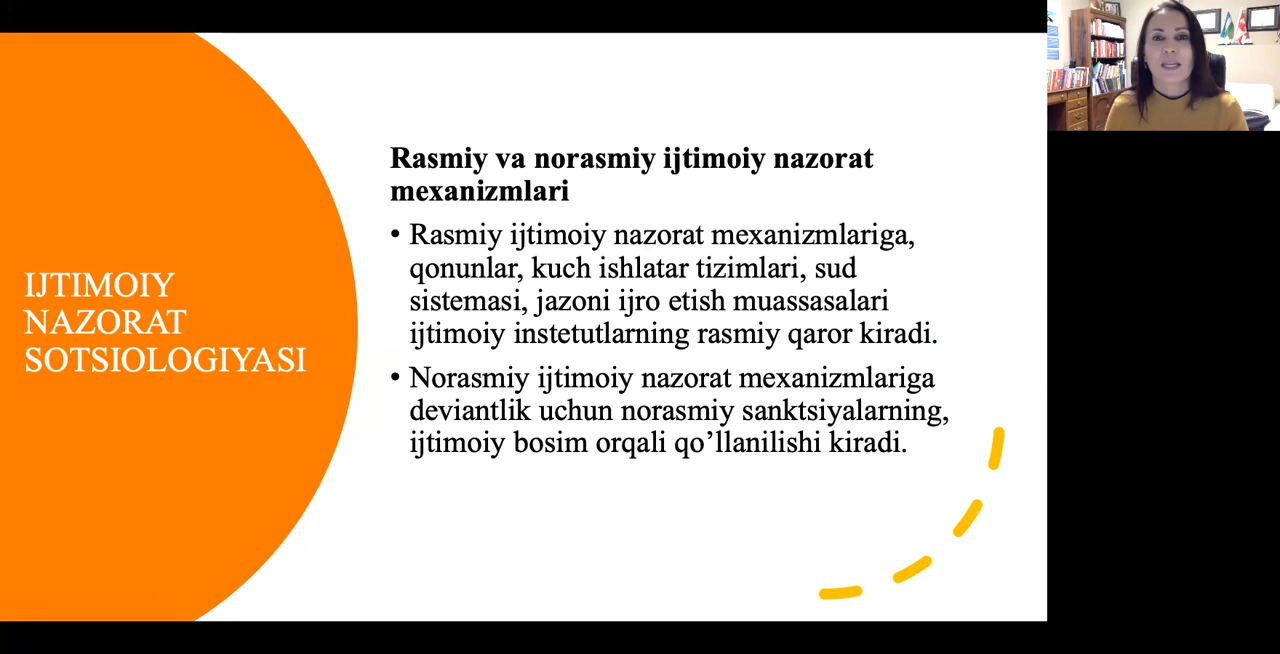 IJTIMOIY
NAZORAT
SOTSIOLOGIYASI
Rasmiy va norasmiy ijtimoiy nazorat
mexanizmlari
• Rasmiy ijtimoiy nazorat mexanizmlariga,
qonunlar, kuch ishlatar tizimlari, sud
sistemasi, jazoni ijro etish muassasalari
ijtimoiy instetutlarning rasmiy qaror kiradi.
• Norasmiy ijtimoiy nazorat mexanizmlariga
deviantlik uchun norasmiy sanktsiyalarning,
ijtimoiy bosim orqali qo’llanilishi kiradi.